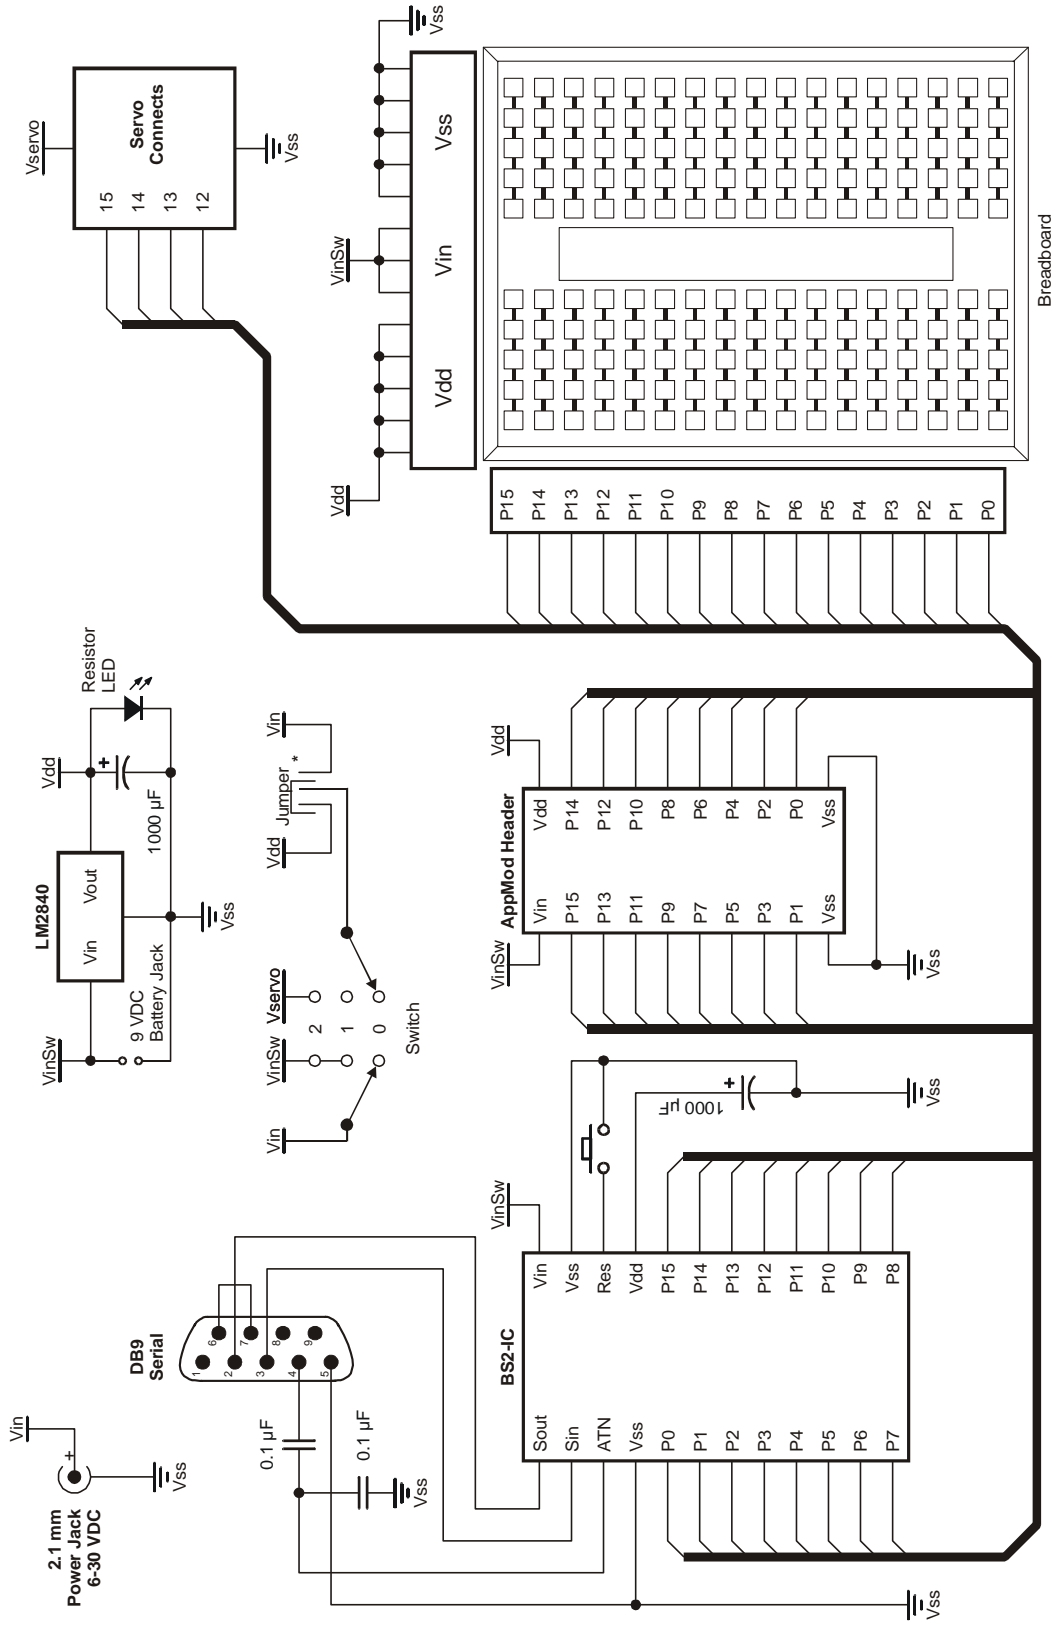 2.1 mm
Power Jack
6-30 VDC
Vin
+
Vss
DB9
Serial
1
2
3
4
5
6
7
8
9
0.1 µF
0.1 µF
Vss
VinSw
9 VDC
Battery Jack
LM2840
Vin
Vout
Vss
Vdd
+
1000 µF
Resistor
LED
Vin
VinSw
Vservo
2
1
0
Switch
Vdd
Jumper
*
Vin
Vservo
Servo
Connects
15
14
13
12
Vss
BS2-IC
Sout
Sin
ATN
Vss
P0
P1
P2
P3
P4
P5
P6
P7
Vin
Vss
Res
Vdd
P15
P14
P13
P12
P11
P10
P9
P8
Vss
VinSw
1000 µF
+
Vss
AppMod Header
VinSw
Vin
P15
P13
P11
P9
P7
P5
P3
P1
Vss
Vdd
Vdd
P14
P12
P10
P8
P6
P4
P2
P0
Vss
Vss
P15
P14
P13
P12
P11
P10
P9
P8
P7
P6
P5
P4
P3
P2
P1
P0
Vdd
VinSw
Vss
Vdd
Vin
Vss
Breadboard